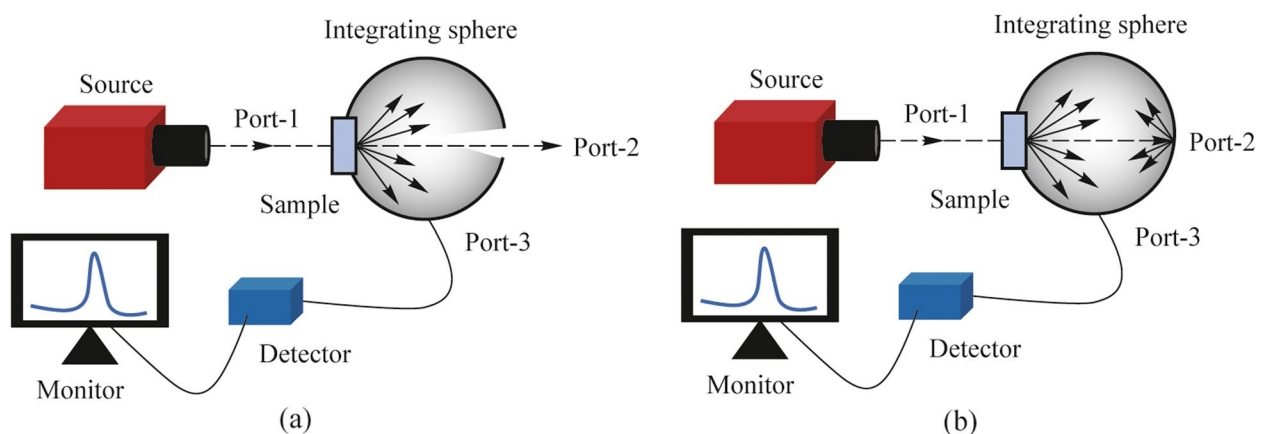 Integrating sphere
Source
Port-1
Port-2
Sample
Port-3
Detector
Monitor
(a)
Integrating sphere
Source
Port-1
Port-2
Sample
Port-3
Detector
Monitor
(b)